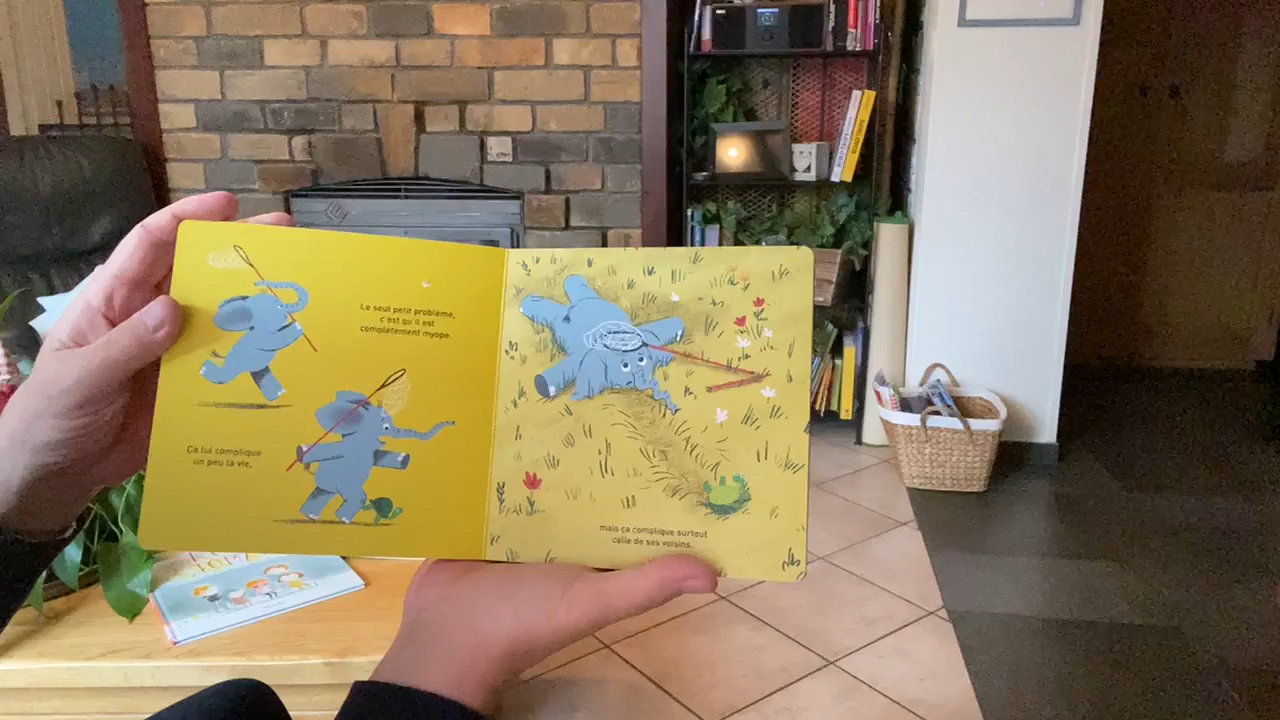 Le seul petit problème,
c'est qu'il est
complètement myope.
Ça lui complique
un peu la vie,
mais ça complique surtout
celle de ses voisins.